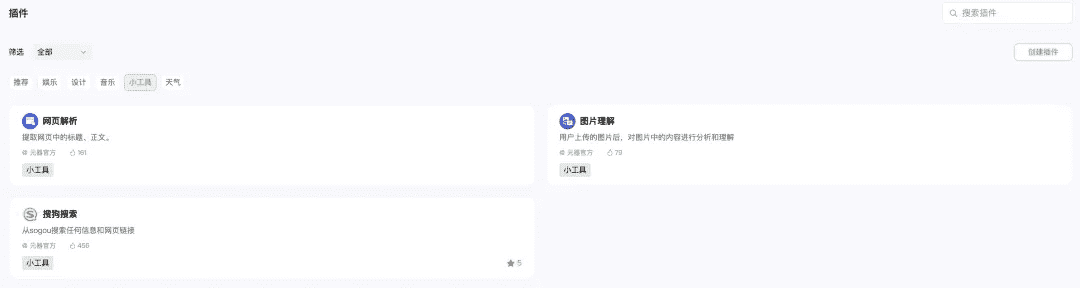 插件
搜索插件
筛选 全部
创建插件
推荐 娱乐 设计 音乐 小工具 天气
网页解析
提取网页中的标题、正文。
@ 元器官方 161
小工具
图片理解
用户上传的图片后，对图片中的内容进行分析和理解
@ 元器官方 79
小工具
搜狗搜索
从sogou搜索任何信息和网页链接
@ 元器官方 456
小工具
5